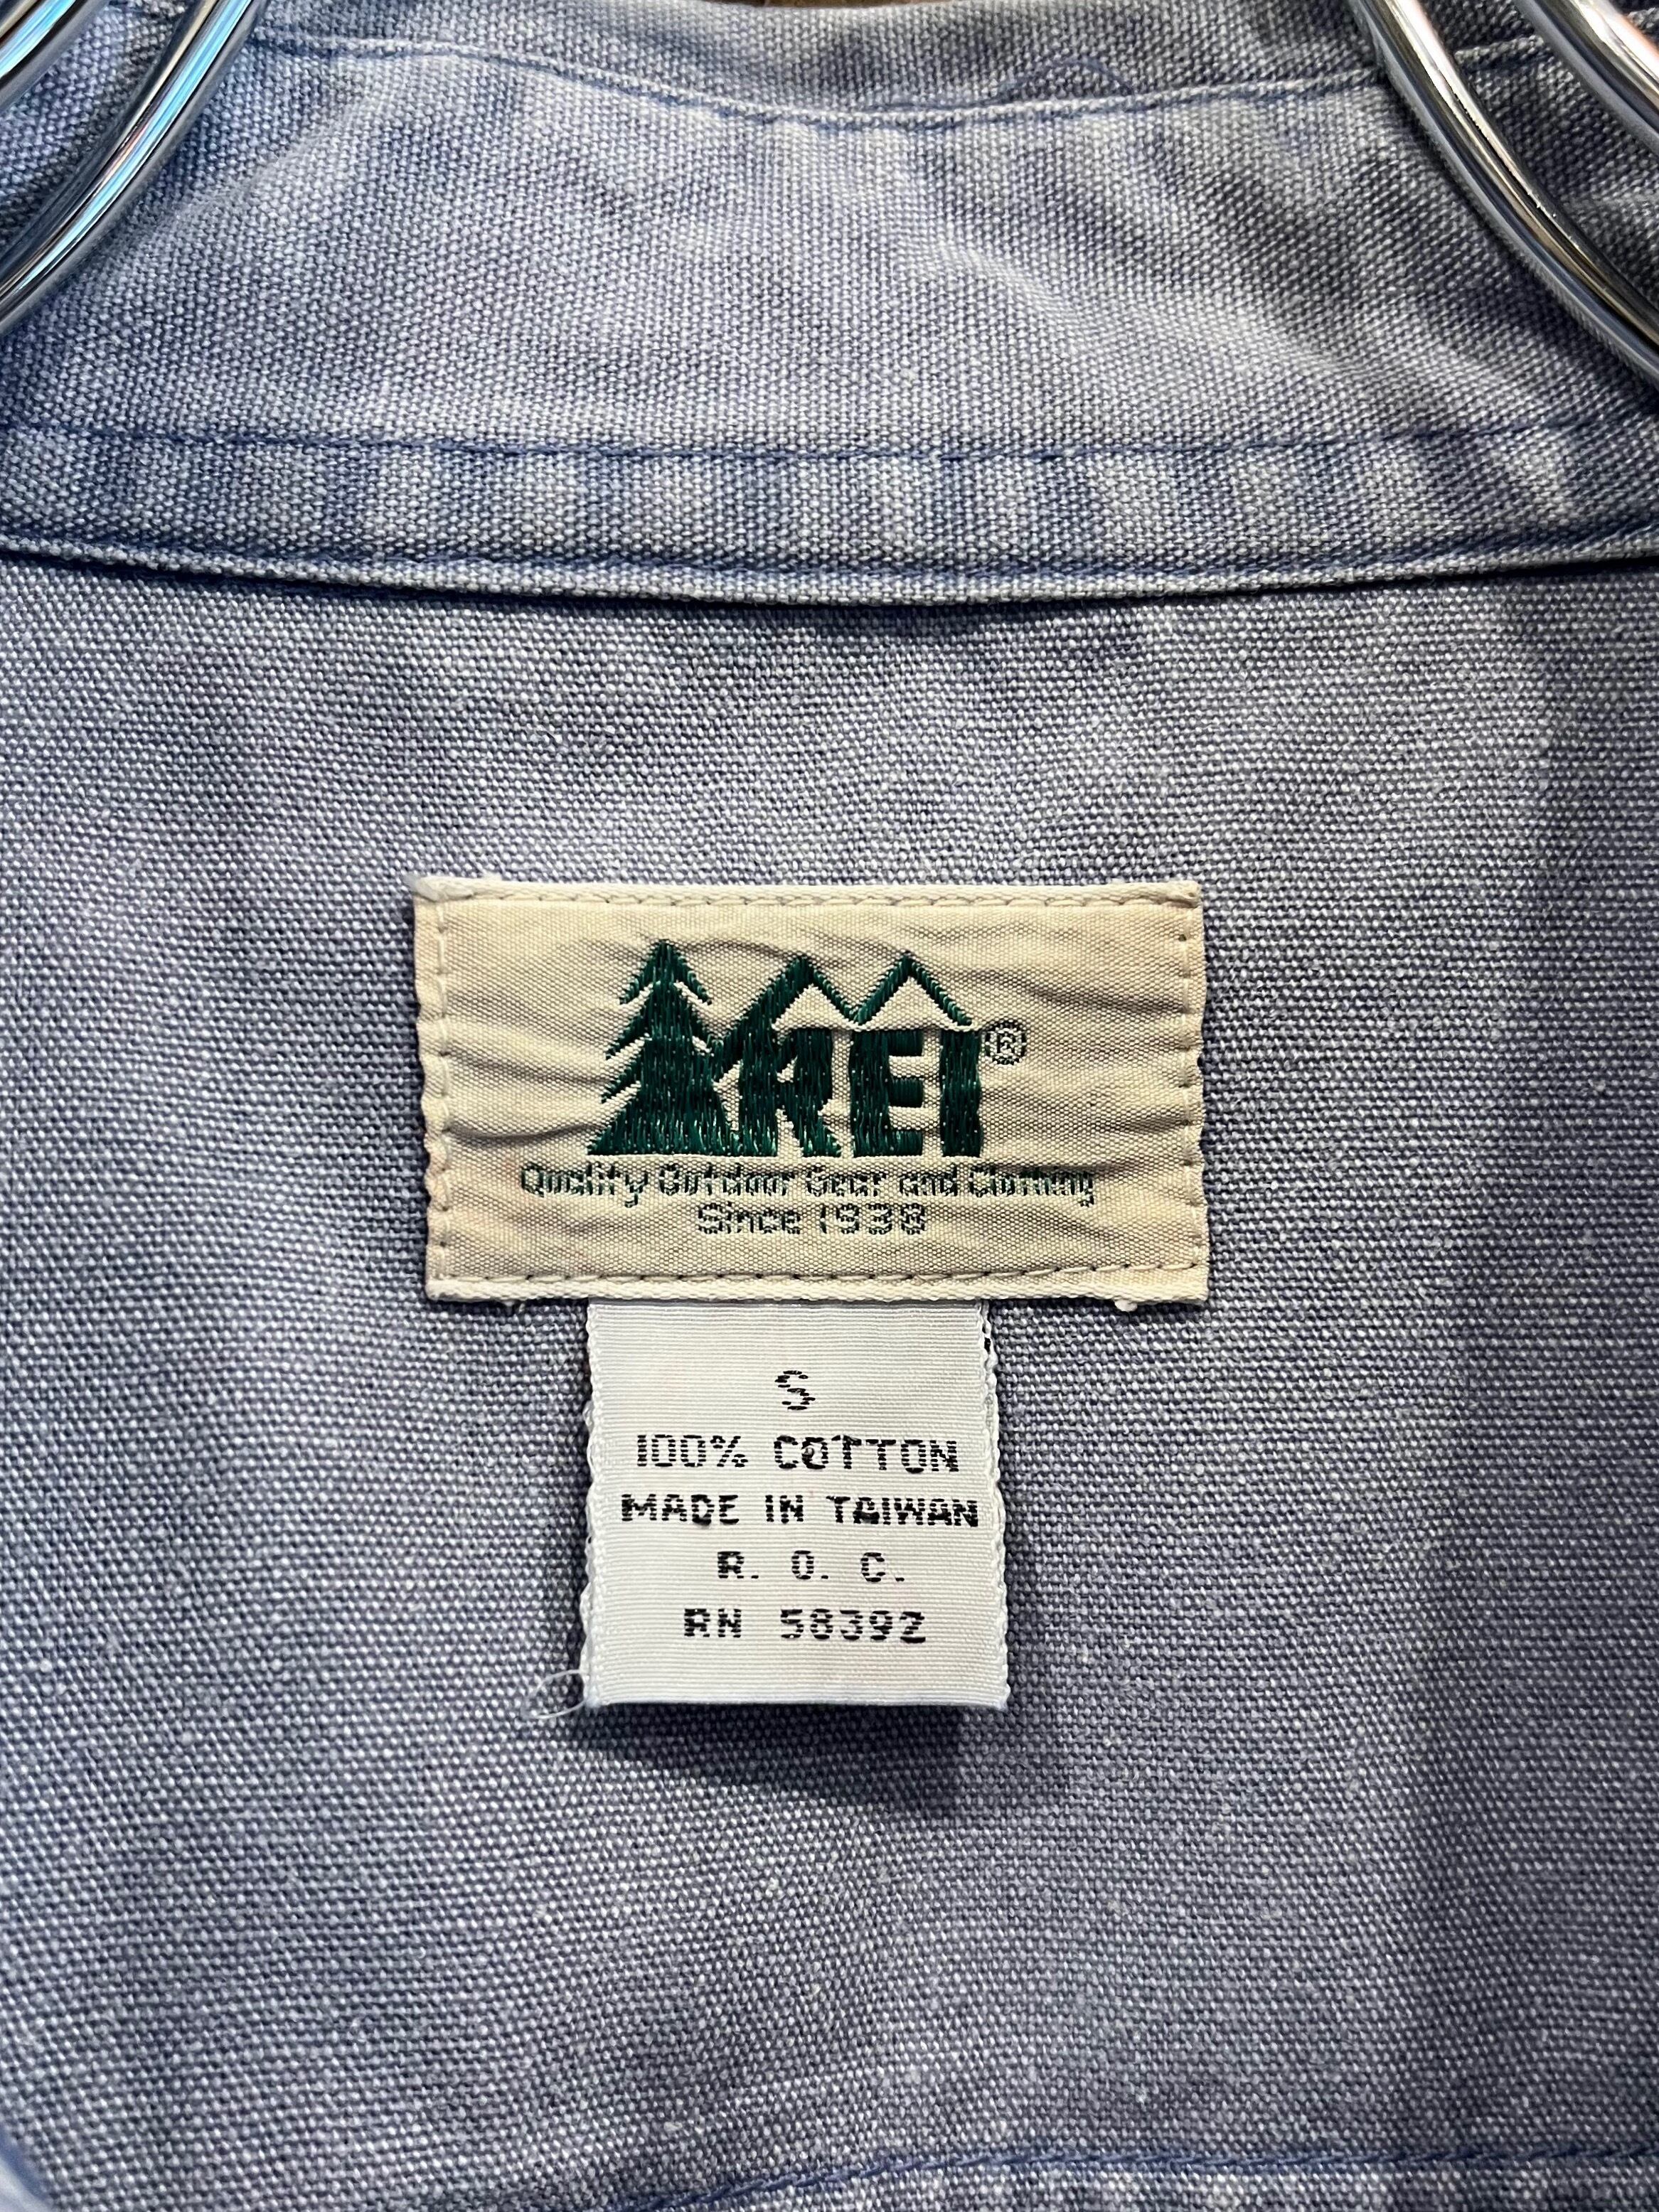 REI®
Quality Outdoor Gear and Clothing
Since 1938
S
100% COTTON
MADE IN TAIWAN
R. O. C.
RN 58392